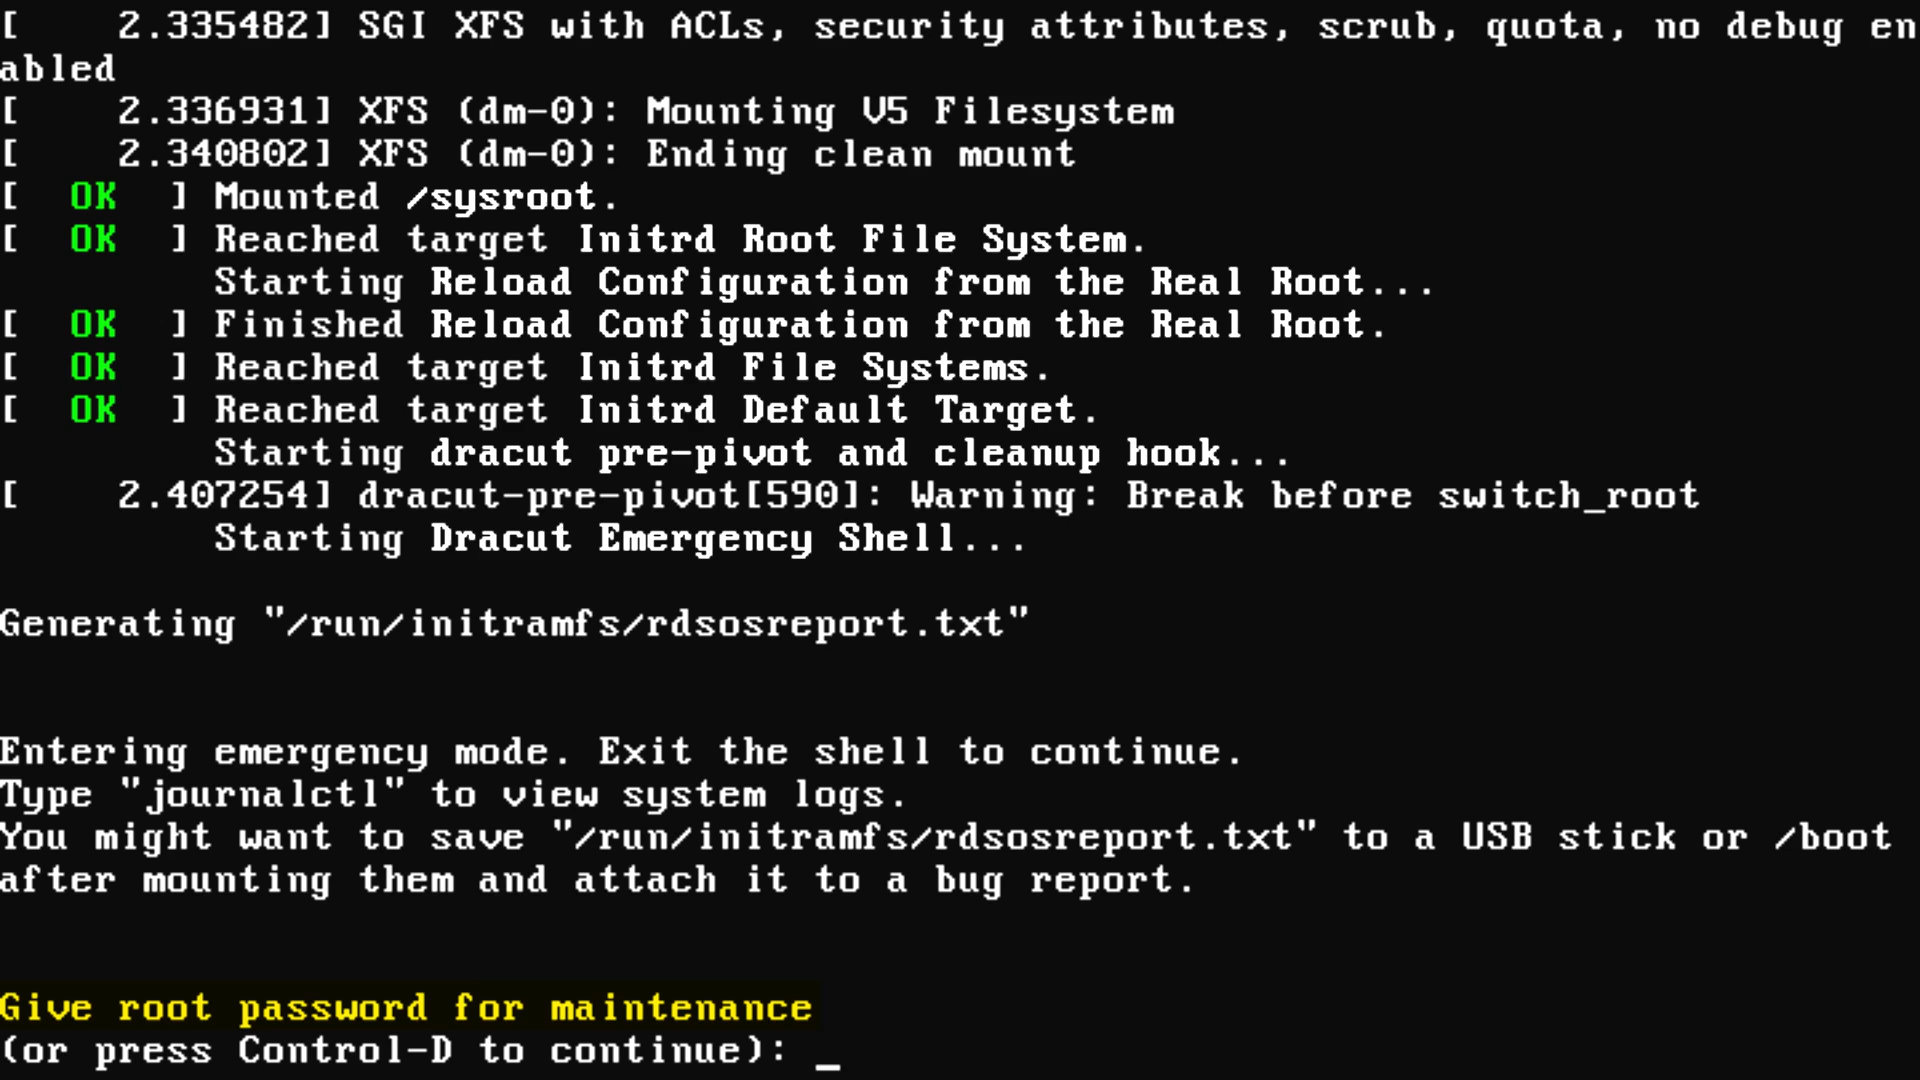 [    2.335482] SGI XFS with ACLs, security attributes, scrub, quota, no debug en
abled
[    2.336931] XFS (dm-0): Mounting V5 Filesystem
[    2.340802] XFS (dm-0): Ending clean mount
[  OK  ] Mounted /sysroot.
[  OK  ] Reached target Initrd Root File System.
         Starting Reload Configuration from the Real Root...
[  OK  ] Finished Reload Configuration from the Real Root.
[  OK  ] Reached target Initrd File Systems.
[  OK  ] Reached target Initrd Default Target.
         Starting dracut pre-pivot and cleanup hook...
[    2.407254] dracut-pre-pivot[590]: Warning: Break before switch_root
         Starting Dracut Emergency Shell...
Generating "/run/initramfs/rdsosreport.txt"
Entering emergency mode. Exit the shell to continue.
Type "journalctl" to view system logs.
You might want to save "/run/initramfs/rdsosreport.txt" to a USB stick or /boot
after mounting them and attach it to a bug report.
Give root password for maintenance
(or press Control-D to continue): _